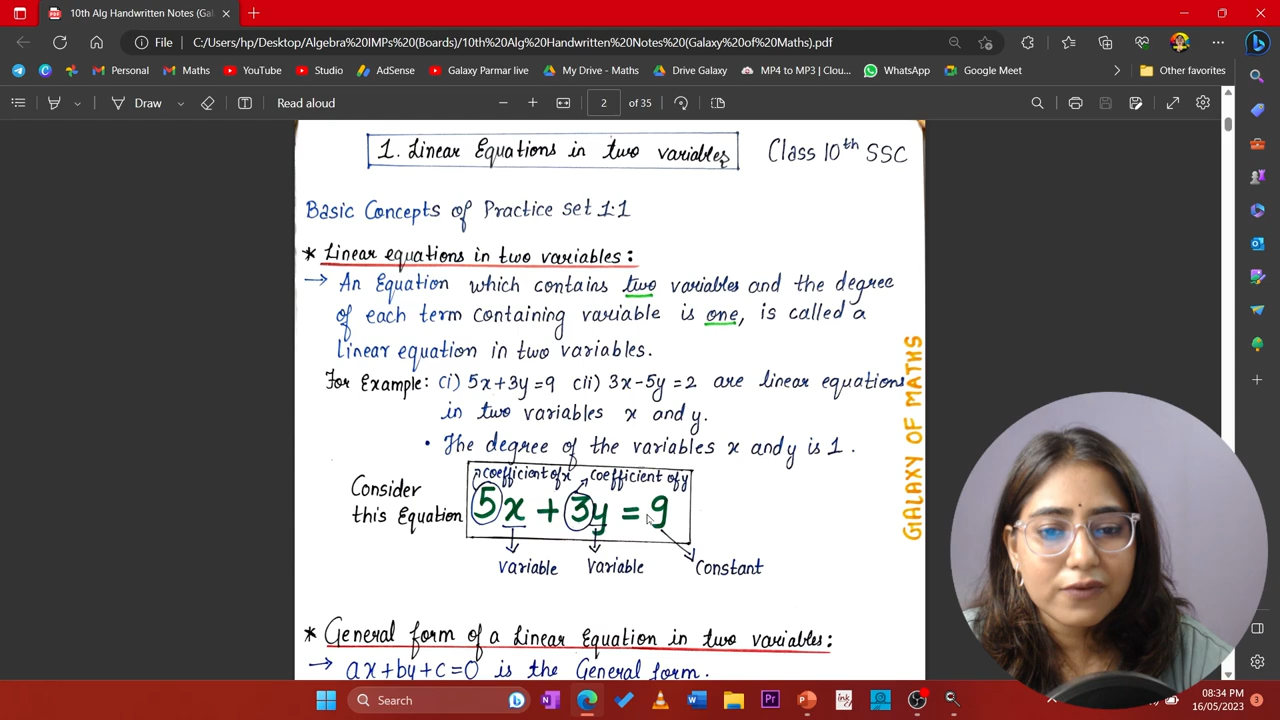 10th Alg Handwritten Notes (Gal
File
C:/Users/hp/Desktop/Algebra%20IMPs%20(Boards)/10th%20Alg%20Handwritten%20Notes%20(Galaxy%20of%20Maths).pdf
Personal Maths YouTube Studio AdSense Galaxy Parmar live My Drive - Maths Drive Galaxy MP4 to MP3 | Clou... WhatsApp Google Meet Other favorites
Draw Read aloud 2 of 35
1. Linear Equations in two variables Class 10th SSC
Basic Concepts of Practice set 1.1
* Linear equations in two variables:
→ An Equation which contains two variables and the degree
of each term containing variable is one, is called a
linear equation in two variables.
For Example: (i) 5x+3y=9 (ii) 3x-5y=2 are linear equations
in two variables x and y.
• The degree of the variables x and y is 1.
coefficient of x coefficient of y
Consider
this Equation 5x + 3y = 9
variable variable Constant
* General form of a Linear Equation in two variables:
→ ax+by+c=0 is the General form.
GALAXY OF MATHS
Search
08:34 PM
16/05/2023
3